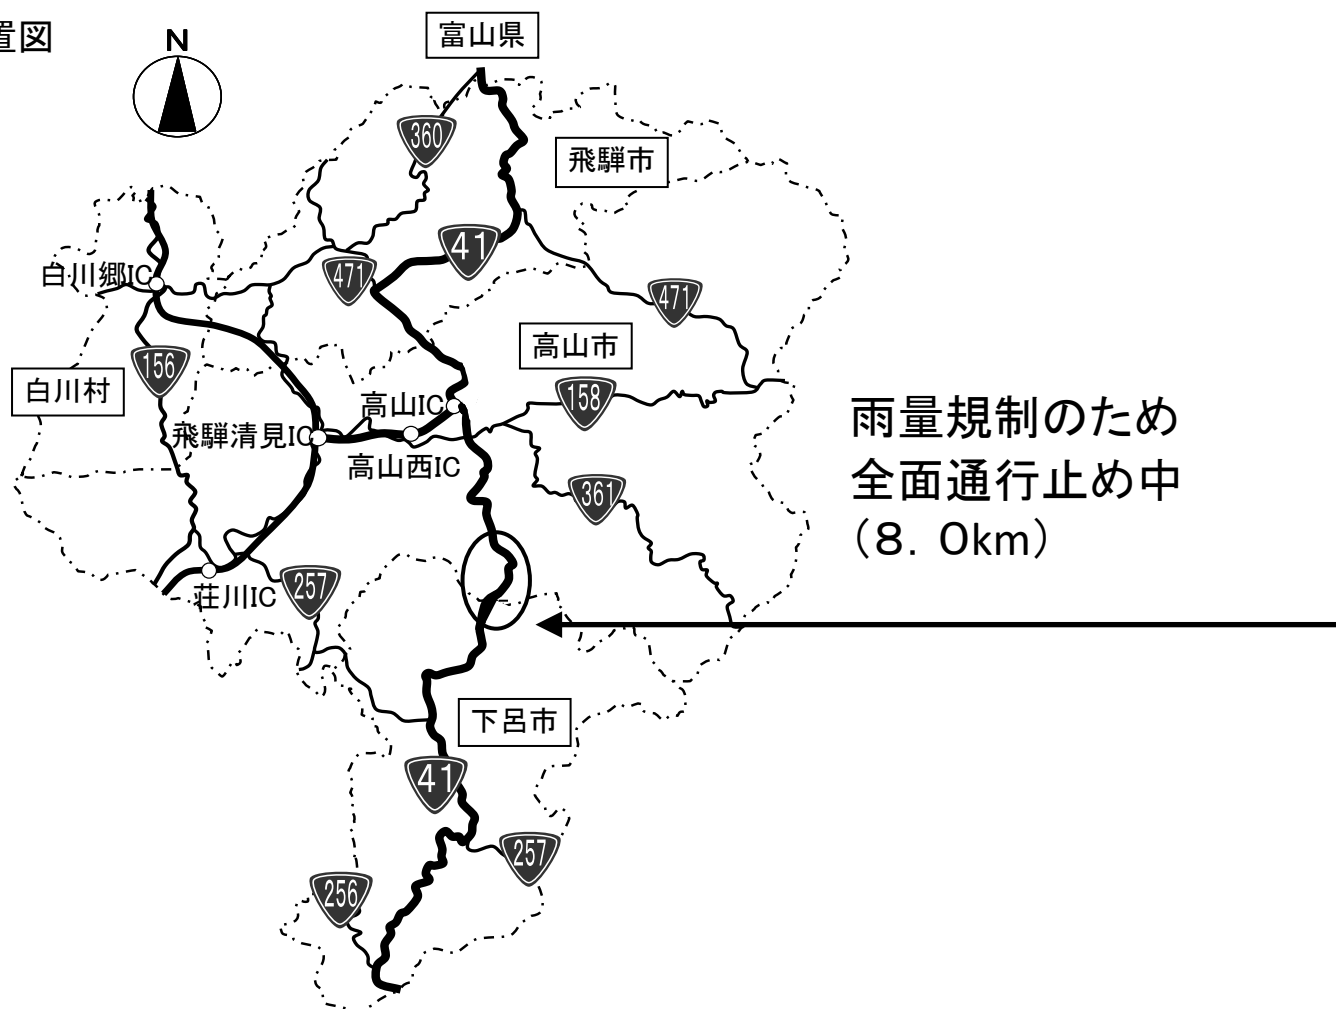 置図
N
富山県
360
飛騨市
41
白川郷IC
471
471
高山市
156
白川村
158
高山IC
飛騨清見IC
高山西IC
雨量規制のため
全面通行止め中
（８．０km）
361
荘川IC
257
下呂市
41
257
256